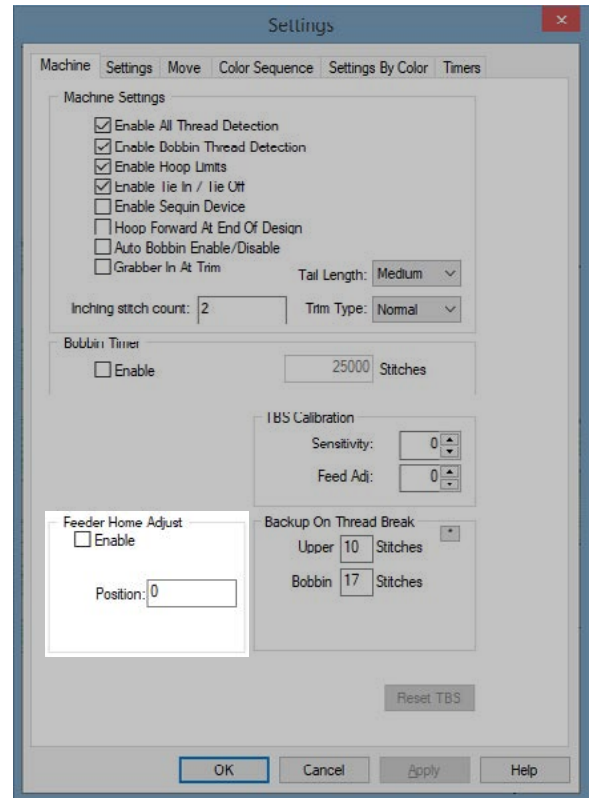 Settings
Machine Settings Move Color Sequence Settings By Color Timers
Machine Settings
Enable All Thread Detection
Enable Bobbin Thread Detection
Enable Hoop Limits
Enable Tie In / Tie Off
Enable Sequin Device
Hoop Forward At End Of Design
Auto Bobbin Enable/Disable
Grabber In At Trim
Tail Length: Medium
Inching stitch count: 2
Trim Type: Normal
Bobbin Timer
Enable
25000 Stitches
TBS Calibration
Sensitivity: 0
Feed Adj: 0
Feeder Home Adjust
Enable
Position: 0
Backup On Thread Break
*
Upper 10 Stitches
Bobbin 17 Stitches
Reset TBS
OK Cancel Apply Help